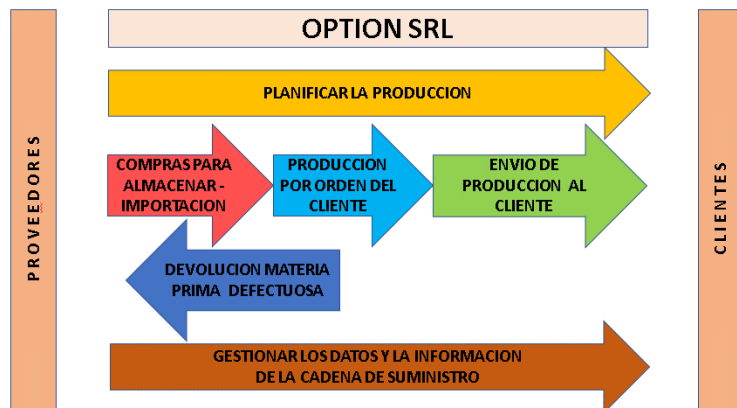 OPTION SRL
PROVEEDORES
PLANIFICAR LA PRODUCCION
COMPRAS PARA
ALMACENAR -
IMPORTACION
PRODUCCION
POR ORDEN DEL
CLIENTE
ENVIO DE
PRODUCCION AL
CLIENTE
DEVOLUCION MATERIA
PRIMA DEFECTUOSA
GESTIONAR LOS DATOS Y LA INFORMACION
DE LA CADENA DE SUMINISTRO
CLIENTES